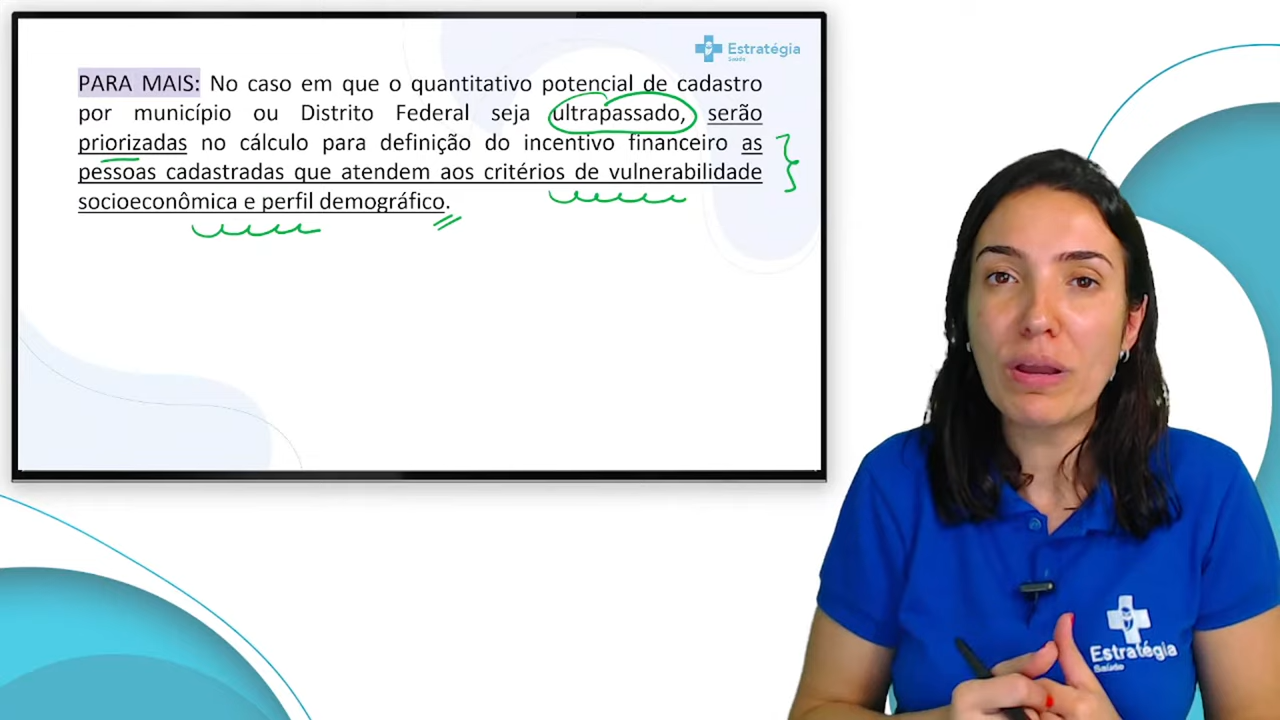 Estratégia
Saúde
PARA MAIS: No caso em que o quantitativo potencial de cadastro
por município ou Distrito Federal seja ultrapassado, serão
priorizadas no cálculo para definição do incentivo financeiro as
pessoas cadastradas que atendem aos critérios de vulnerabilidade
socioeconômica e perfil demográfico.
Estratégia
Saúde